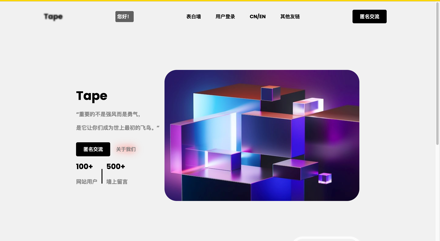 Tape
您好!
表白墙
用户登录
CN/EN
其他友链
匿名交流
Tape
"重要的不是强风而是勇气,
是它让你们成为世上最初的飞鸟。"
匿名交流
关于我们
100+
500+
网站用户
墙上留言